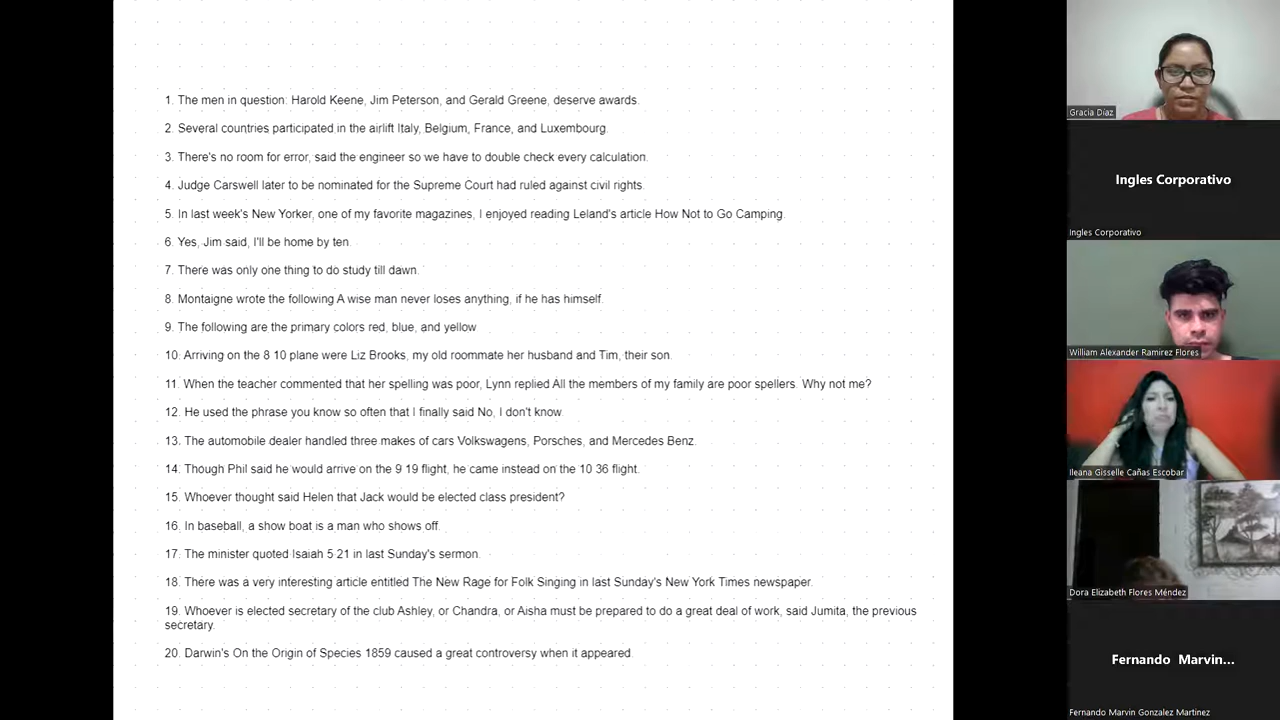 1. The men in question: Harold Keene, Jim Peterson, and Gerald Greene, deserve awards.
2. Several countries participated in the airlift Italy, Belgium, France, and Luxembourg.
3. There's no room for error, said the engineer so we have to double check every calculation.
4. Judge Carswell later to be nominated for the Supreme Court had ruled against civil rights.
5. In last week's New Yorker, one of my favorite magazines, I enjoyed reading Leland's article How Not to Go Camping.
6. Yes, Jim said, I'll be home by ten.
7. There was only one thing to do study till dawn.
8. Montaigne wrote the following A wise man never loses anything, if he has himself.
9. The following are the primary colors red, blue, and yellow
10. Arriving on the 8 10 plane were Liz Brooks, my old roommate her husband and Tim, their son.
11. When the teacher commented that her spelling was poor, Lynn replied All the members of my family are poor spellers. Why not me?
12. He used the phrase you know so often that I finally said No, I don't know.
13. The automobile dealer handled three makes of cars Volkswagens, Porsches, and Mercedes Benz.
14. Though Phil said he would arrive on the 9 19 flight, he came instead on the 10 36 flight.
15. Whoever thought said Helen that Jack would be elected class president?
16. In baseball, a show boat is a man who shows off.
17. The minister quoted Isaiah 5 21 in last Sunday's sermon.
18. There was a very interesting article entitled The New Rage for Folk Singing in last Sunday's New York Times newspaper.
19. Whoever is elected secretary of the club Ashley, or Chandra, or Aisha must be prepared to do a great deal of work, said Jumita, the previous
secretary.
20. Darwin's On the Origin of Species 1859 caused a great controversy when it appeared.
Gracia Díaz
Ingles Corporativo
Ingles Corporativo
William Alexander Ramirez Flores
Ileana Gisselle Cañas Escobar
Dora Elizabeth Flores Méndez
Fernando Marvin...
Fernando Marvin Gonzalez Martinez